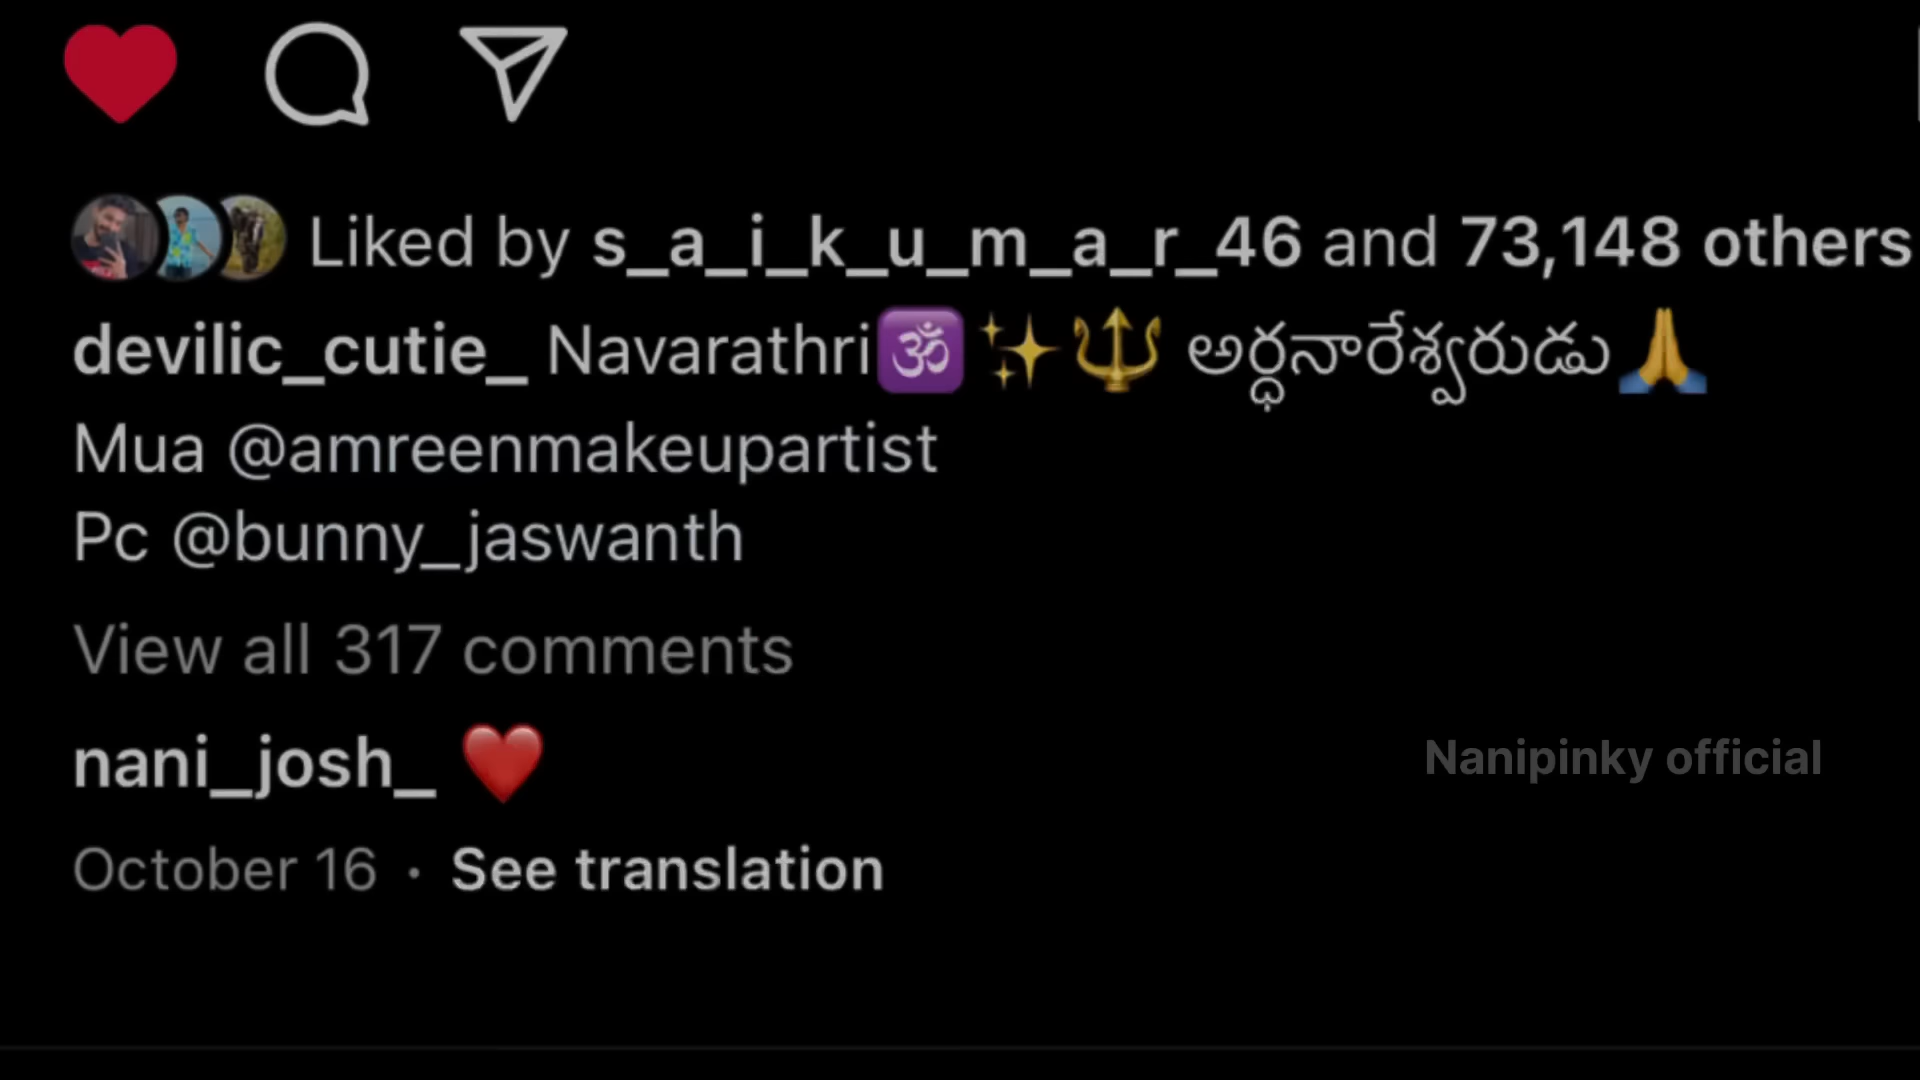 Liked by s_a_i_k_u_m_a_r_46 and 73,148 others
devilic_cutie_ Navarathri🕉️✨🔱 అర్ధనారేశ్వరుడు🙏
Mua @amreenmakeupartist
Pc @bunny_jaswanth
View all 317 comments
nani_josh_ ❤️
Nanipinky official
October 16 · See translation